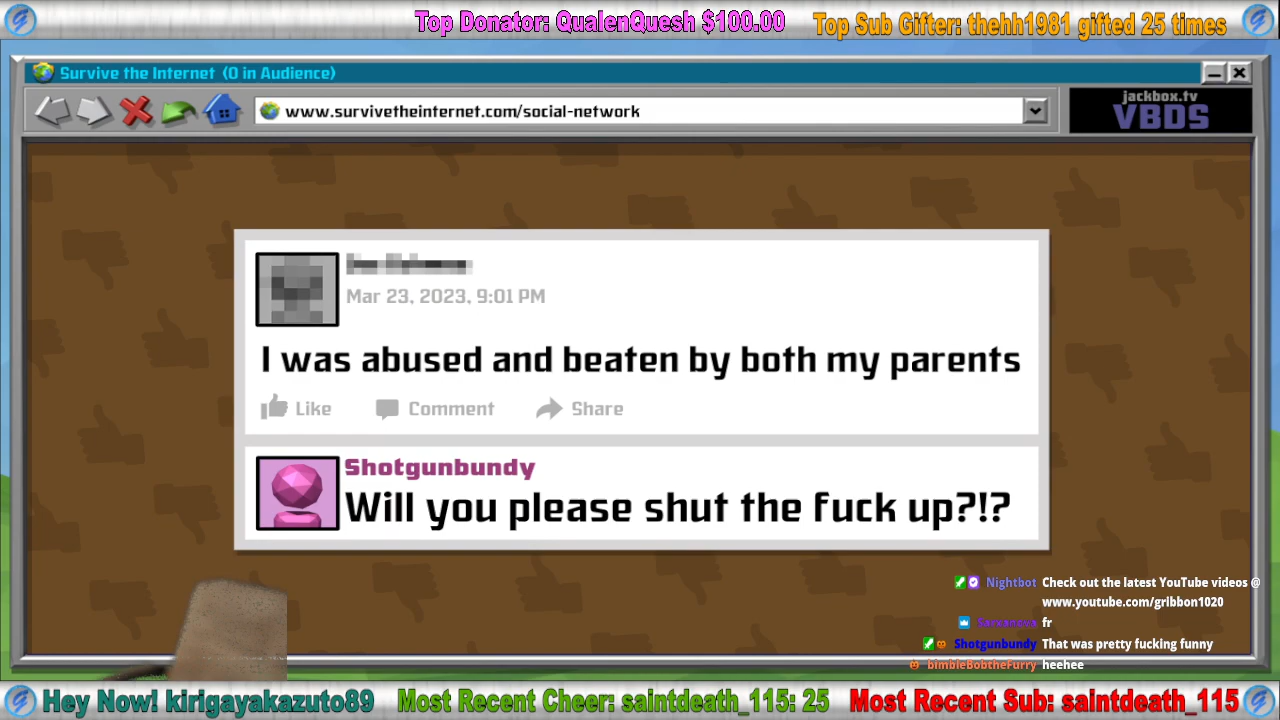 Top Donator: QualenQuesh $100.00
Top Sub Gifter: thehh1981 gifted 25 times
Survive the Internet (0 in Audience)
www.survivetheinternet.com/social-network
jackbox.tv
VBDS
Mar 23, 2023, 9:01 PM
I was abused and beaten by both my parents
Like
Comment
Share
Shotgunbundy
Will you please shut the fuck up?!?
Nightbot Check out the latest YouTube videos @
www.youtube.com/gribbon1020
fr
Shotgunbundy That was pretty fucking funny
bimbleBobtheFurry heehee
Hey Now! kirigayakazuto89
Most Recent Cheer: saintdeath_115: 25
Most Recent Sub: saintdeath_115